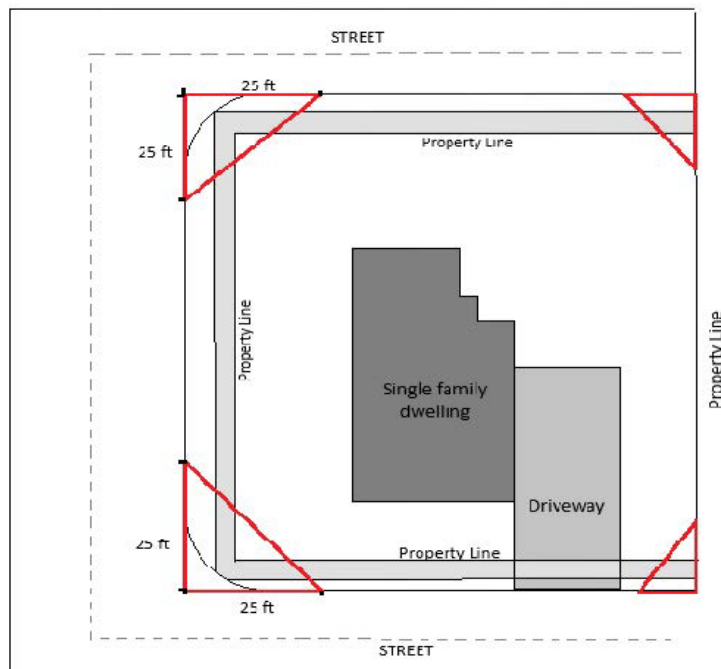 STREET
25 ft
25 ft
Property Line
Property Line
Property Line
Single family
dwelling
Driveway
25 ft
Property Line
25 ft
STREET